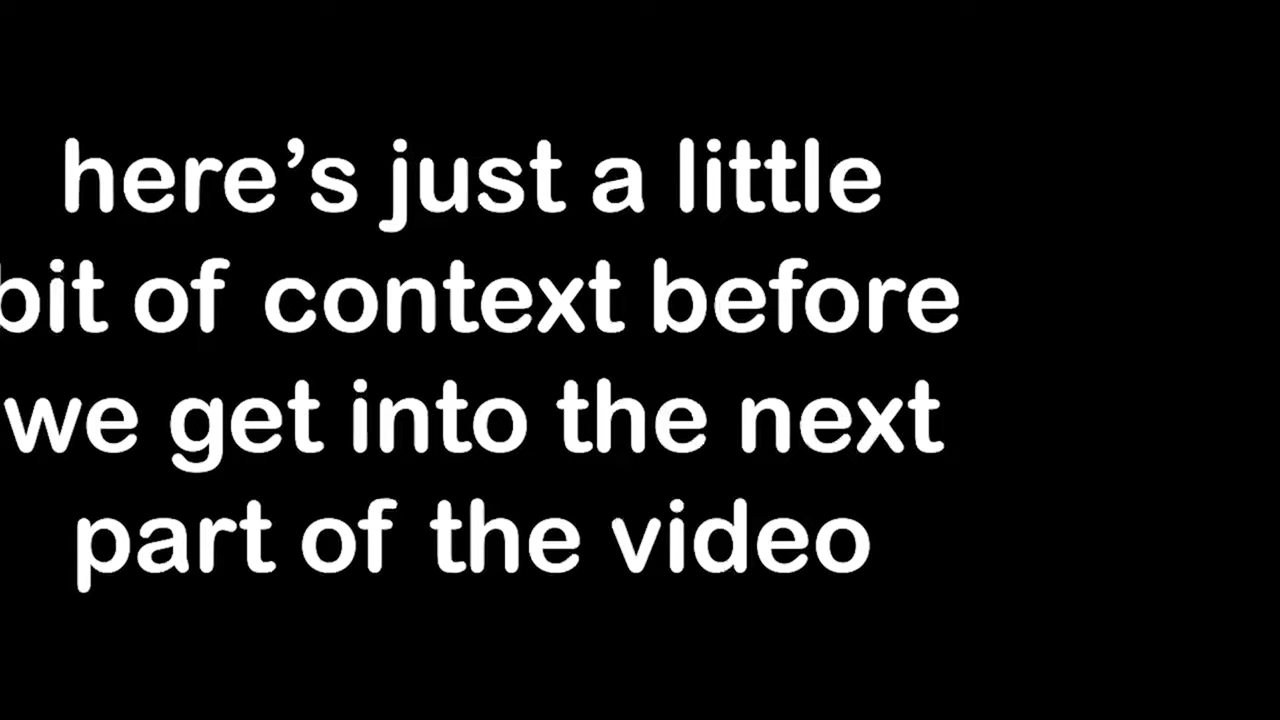 here’s just a little
bit of context before
we get into the next
part of the video